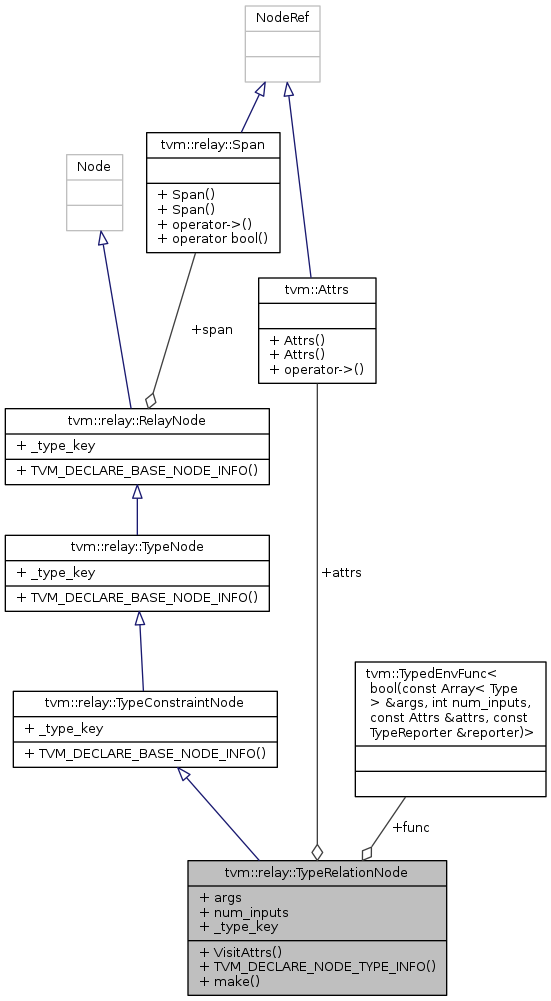 NodeRef
tvm::relay::Span
+ Span()
+ Span()
+ operator->()
+ operator bool()
Node
tvm::Attrs
+ Attrs()
+ Attrs()
+ operator->()
+span
tvm::relay::RelayNode
+ _type_key
+ TVM_DECLARE_BASE_NODE_INFO()
tvm::relay::TypeNode
+ _type_key
+ TVM_DECLARE_BASE_NODE_INFO()
+attrs
tvm::TypedEnvFunc<
bool(const Array< Type
> &args, int num_inputs,
const Attrs &attrs, const
TypeReporter &reporter)>
tvm::relay::TypeConstraintNode
+ _type_key
+ TVM_DECLARE_BASE_NODE_INFO()
+func
tvm::relay::TypeRelationNode
+ args
+ num_inputs
+ _type_key
+ VisitAttrs()
+ TVM_DECLARE_NODE_TYPE_INFO()
+ make()